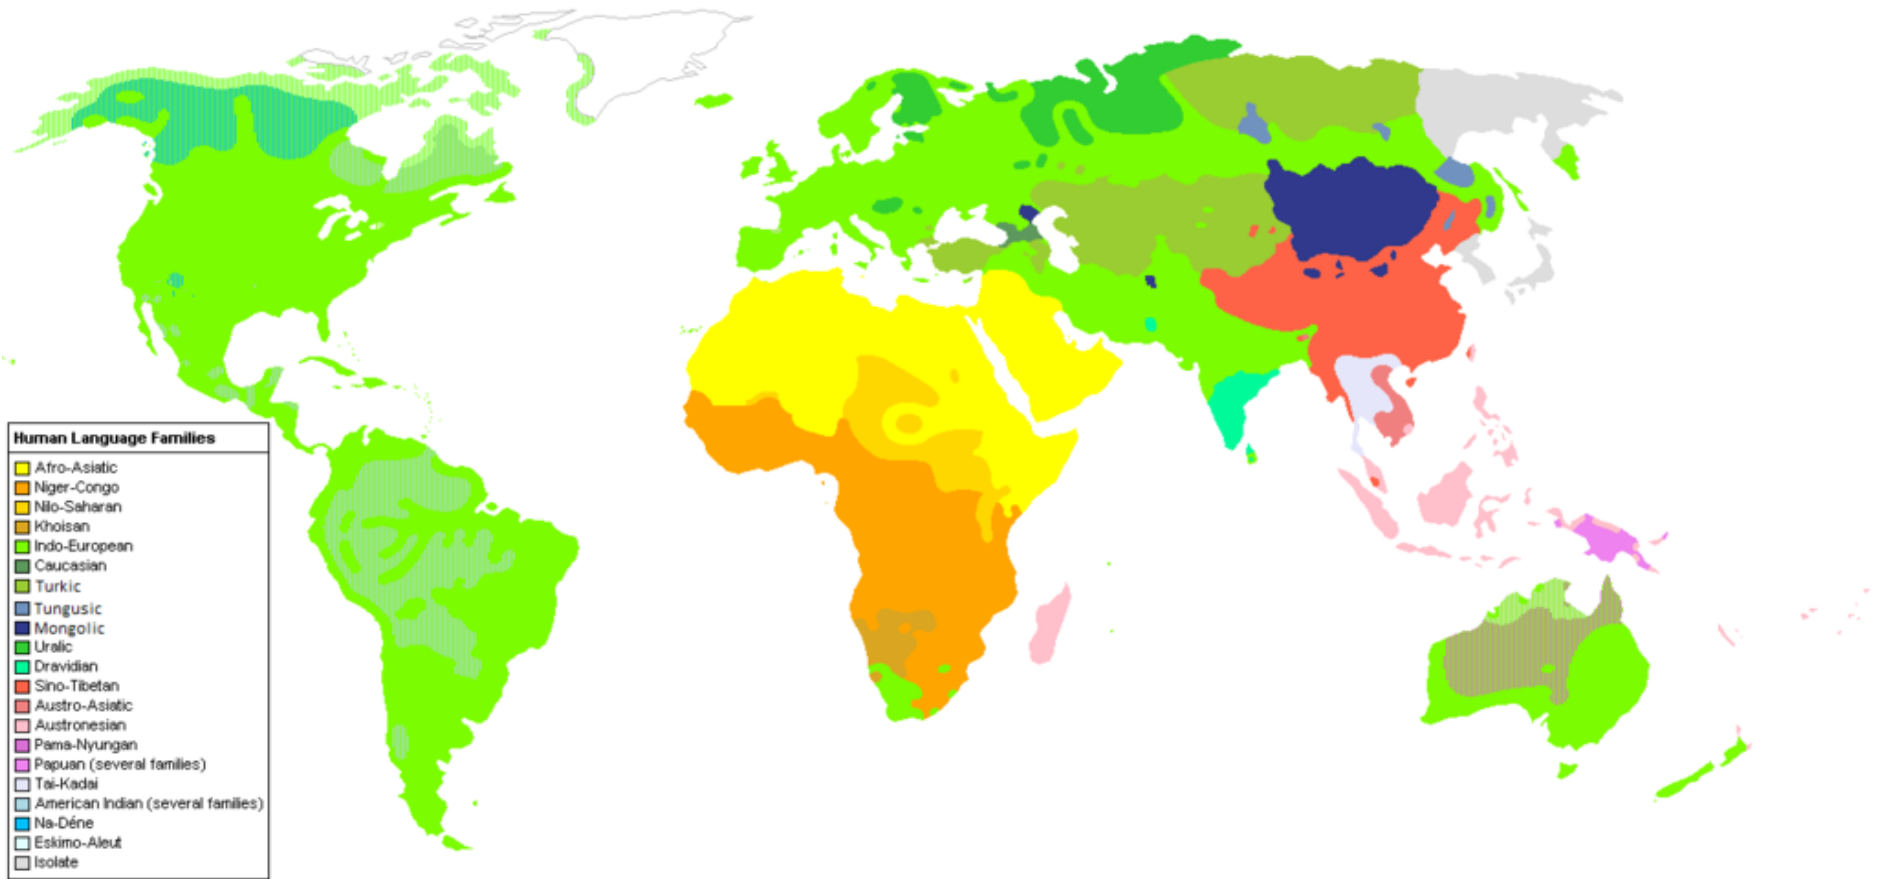 Human Language Families
Afro-Asiatic
Niger-Congo
Nilo-Saharan
Khoisan
Indo-European
Caucasian
Turkic
Tungusic
Mongolic
Uralic
Dravidian
Sino-Tibetan
Austro-Asiatic
Austronesian
Pama-Nyungan
Papuan (several families)
Tai-Kadai
American Indian (several families)
Na-Déne
Eskimo-Aleut
Isolate